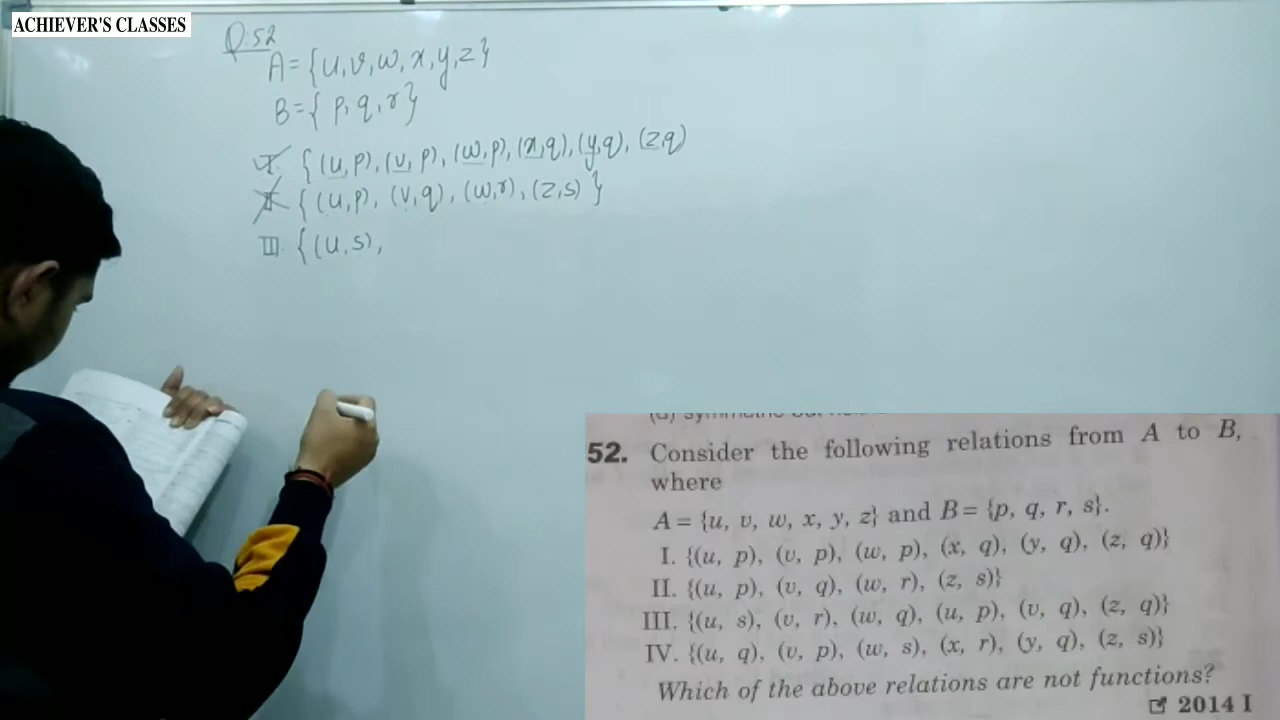 ACHIEVER'S CLASSES
Q.52
A={u,v,w,x,y,z}
B={p,q,r}
I. {(u,p),(v,p),(w,p),(x,q),(y,q),(z,q)
II {(u,p),(v,q),(w,r),(z,s)}
III {(u,s),
52. Consider the following relations from A to B,
where
A = {u, v, w, x, y, z} and B = {p, q, r, s}.
I. {(u, p), (v, p), (w, p), (x, q), (y, q), (z, q)}
II. {(u, p), (v, q), (w, r), (z, s)}
III. {(u, s), (v, r), (w, q), (u, p), (v, q), (z, q)}
IV. {(u, q), (v, p), (w, s), (x, r), (y, q), (z, s)}
Which of the above relations are not functions?
2014 I